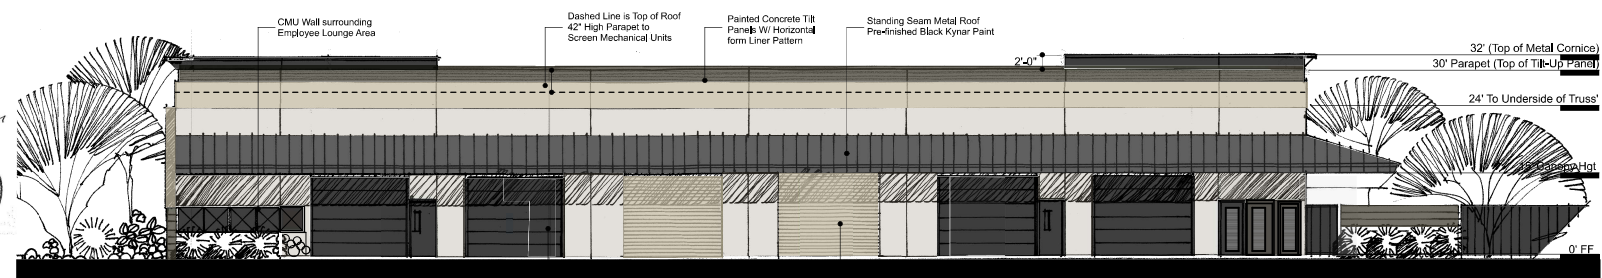 CMU Wall surrounding
Employee Lounge Area
Dashed Line is Top of Roof
42" High Parapet to
Screen Mechanical Units
Painted Concrete Tilt
Panels W/ Horizontal
form Liner Pattern
Standing Seam Metal Roof
Pre-finished Black Kynar Paint
2'-0"
32' (Top of Metal Cornice)
30' Parapet (Top of Tilt-Up Panel)
24' To Underside of Truss'
Canopy Hgt
0' FF